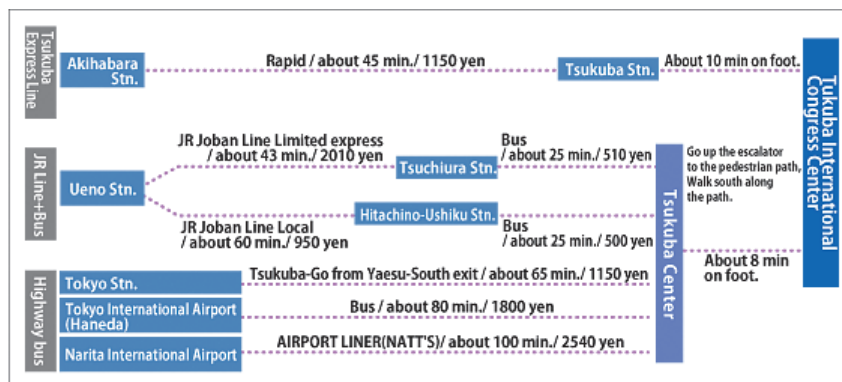 Tsukuba
Express Line
Akihabara
Stn.
Rapid / about 45 min./ 1150 yen
Tsukuba Stn.
About 10 min on foot.
Tukuba International
Congress Center
JR Line+Bus
Ueno Stn.
JR Joban Line Limited express
/ about 43 min./ 2010 yen
Tsuchiura Stn.
Bus
/ about 25 min./ 510 yen
JR Joban Line Local
/ about 60 min./ 950 yen
Hitachino-Ushiku Stn.
Bus
/ about 25 min./ 500 yen
Tsukuba Center
Go up the escalator
to the pedestrian path,
Walk south along
the path.
About 8 min
on foot.
Highway bus
Tokyo Stn.
Tsukuba-Go from Yaesu-South exit / about 65 min./ 1150 yen
Tokyo International Airport
(Haneda)
Bus / about 80 min./ 1800 yen
Narita International Airport
AIRPORT LINER(NATT'S)/ about 100 min./ 2540 yen